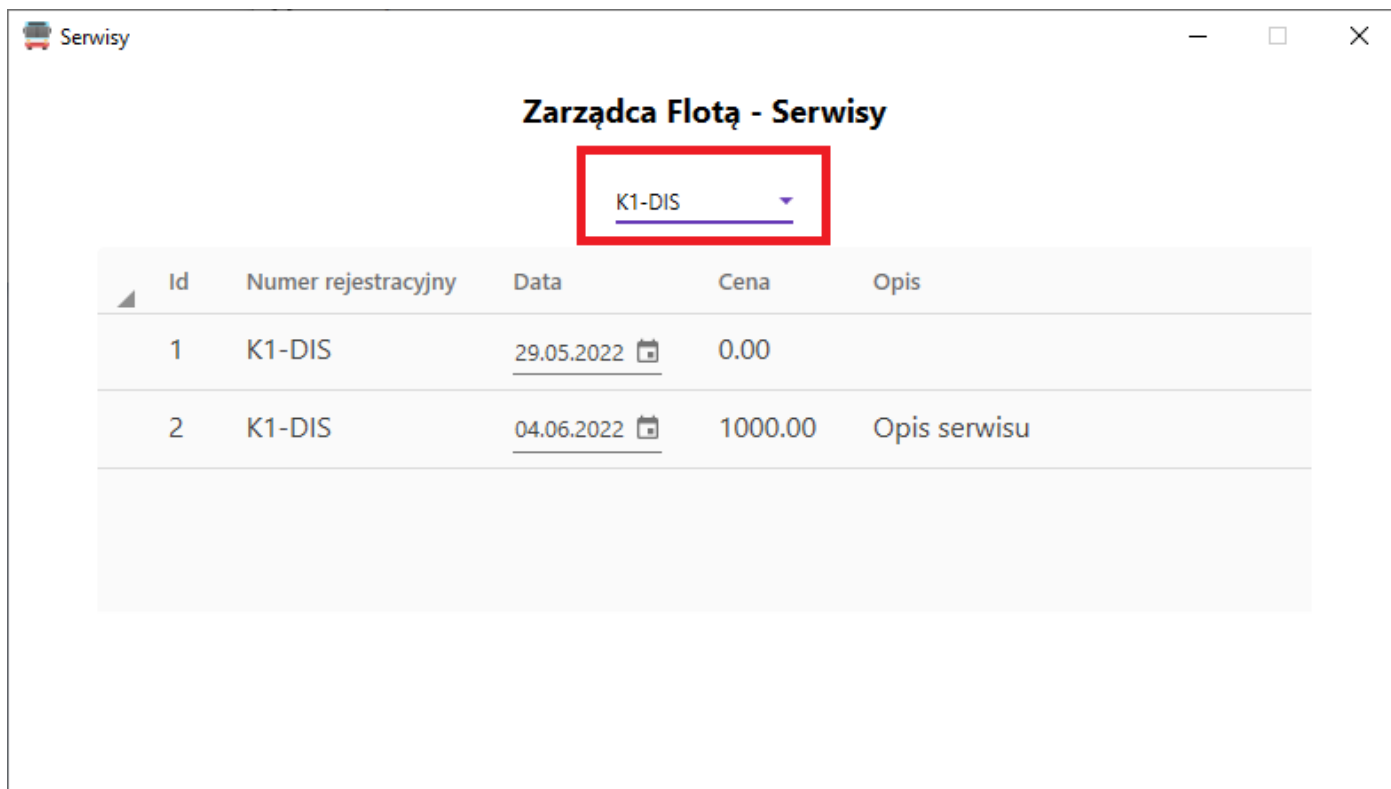 Serwisy
Zarządca Flotą - Serwisy
K1-DIS
Id Numer rejestracyjny Data Cena Opis
1 K1-DIS 29.05.2022 0.00
2 K1-DIS 04.06.2022 1000.00 Opis serwisu